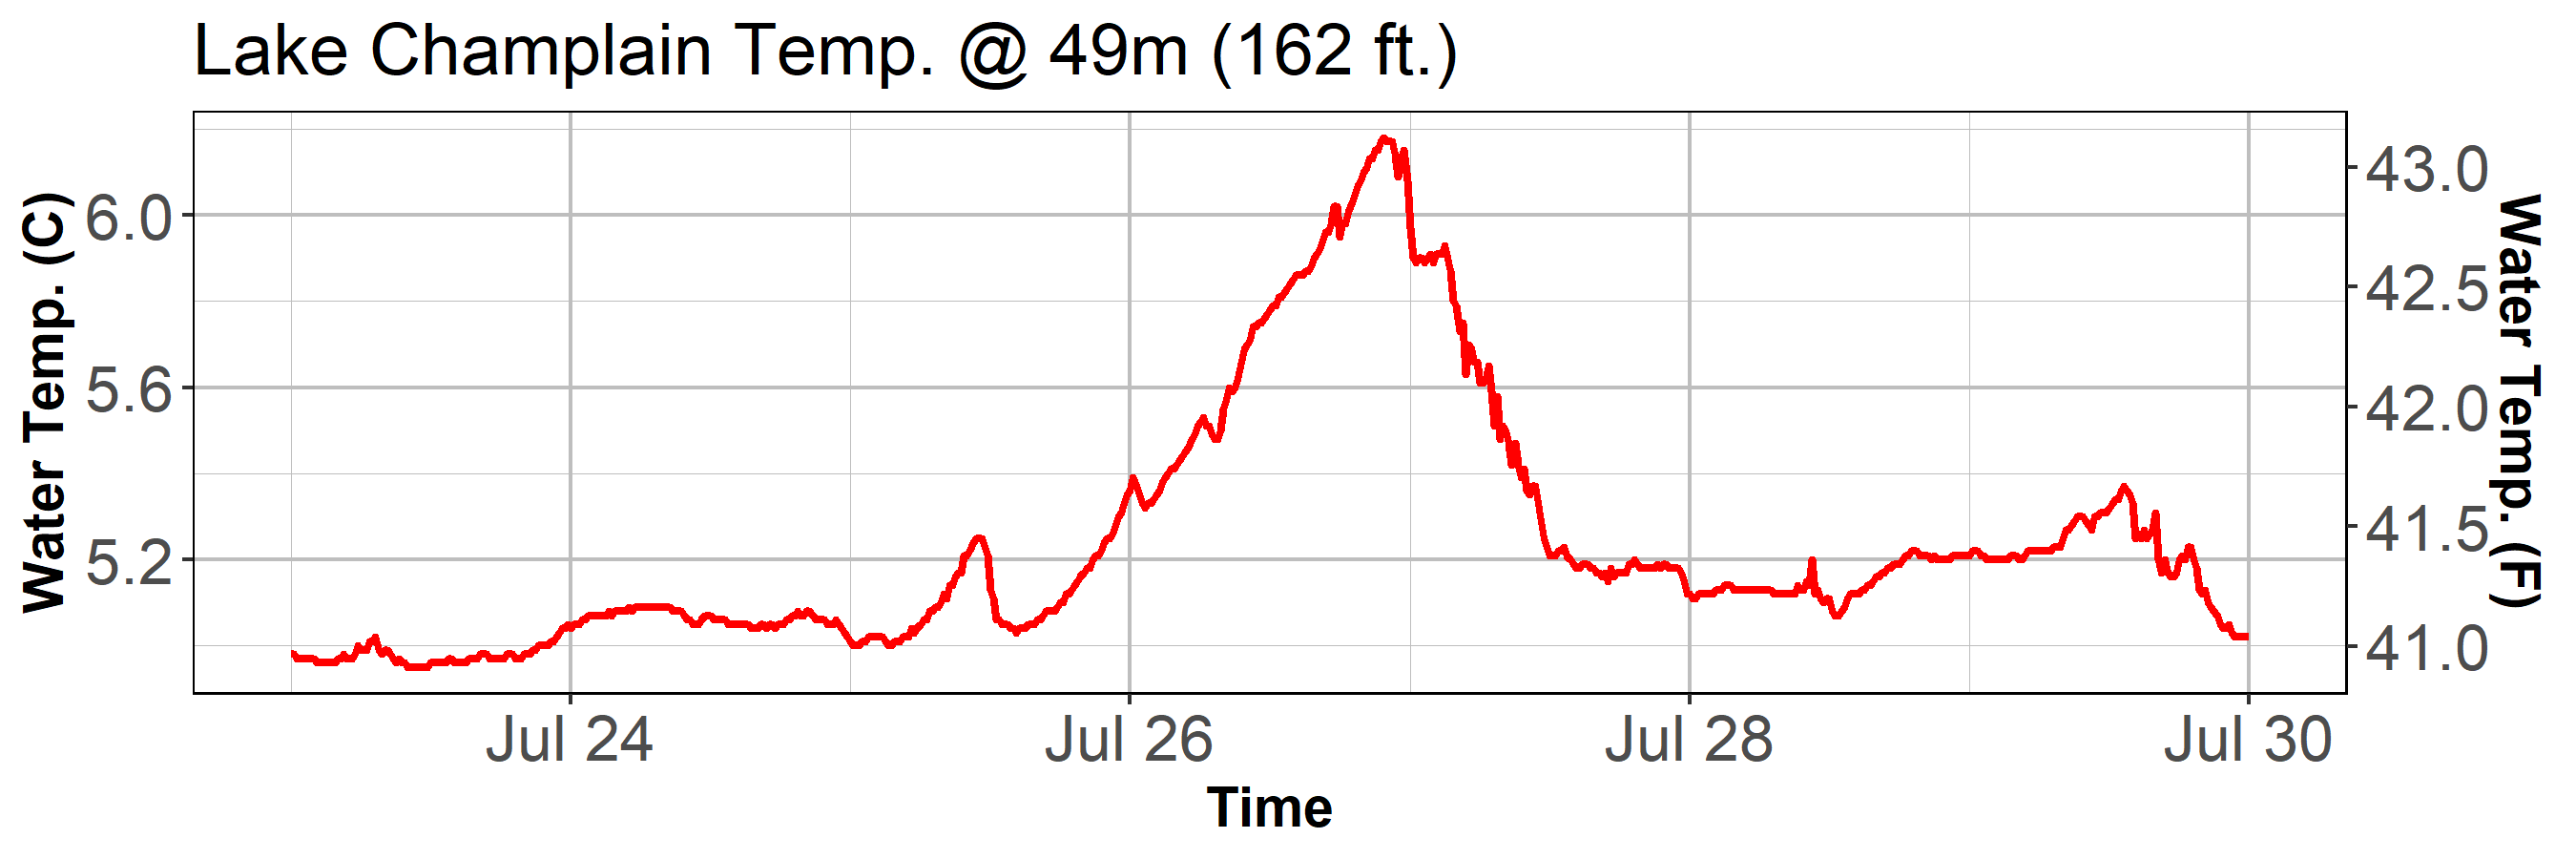 Lake Champlain Temp. @ 49m (162 ft.)
Water Temp. (C)
6.0
5.6
5.2
43.0
42.5
42.0
41.5
41.0
Water Temp. (F)
Jul 24
Jul 26
Jul 28
Jul 30
Time